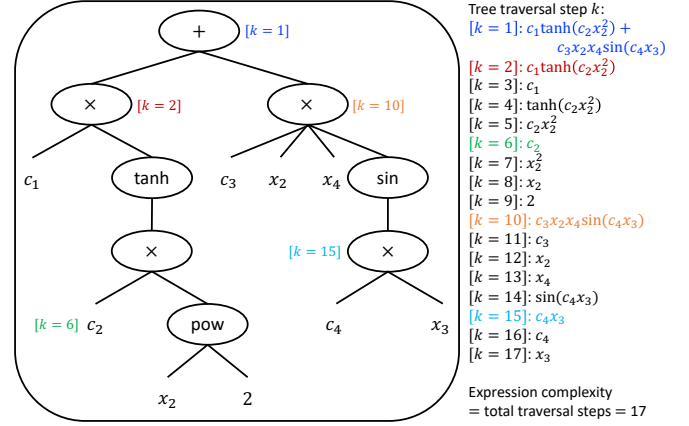 + [k = 1]
× [k = 2] × [k = 10]
c₁ tanh c₃ x₂ x₄ sin
× [k = 15] ×
[k = 6] c₂ pow c₄ x₃
x₂ 2
Tree traversal step k:
[k = 1]: c₁tanh(c₂x₂²) +
c₃x₂x₄sin(c₄x₃)
[k = 2]: c₁tanh(c₂x₂²)
[k = 3]: c₁
[k = 4]: tanh(c₂x₂²)
[k = 5]: c₂x₂²
[k = 6]: c₂
[k = 7]: x₂²
[k = 8]: x₂
[k = 9]: 2
[k = 10]: c₃x₂x₄sin(c₄x₃)
[k = 11]: c₃
[k = 12]: x₂
[k = 13]: x₄
[k = 14]: sin(c₄x₃)
[k = 15]: c₄x₃
[k = 16]: c₄
[k = 17]: x₃
Expression complexity
= total traversal steps = 17